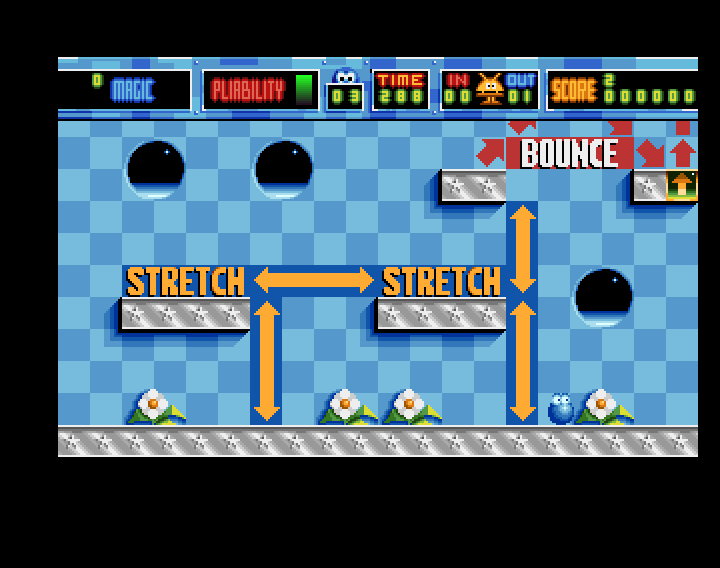 0 MAGIC PLIABILITY 03 TIME 288 IN 00 OUT 01 SCORE 2 000000
BOUNCE
STRETCH STRETCH